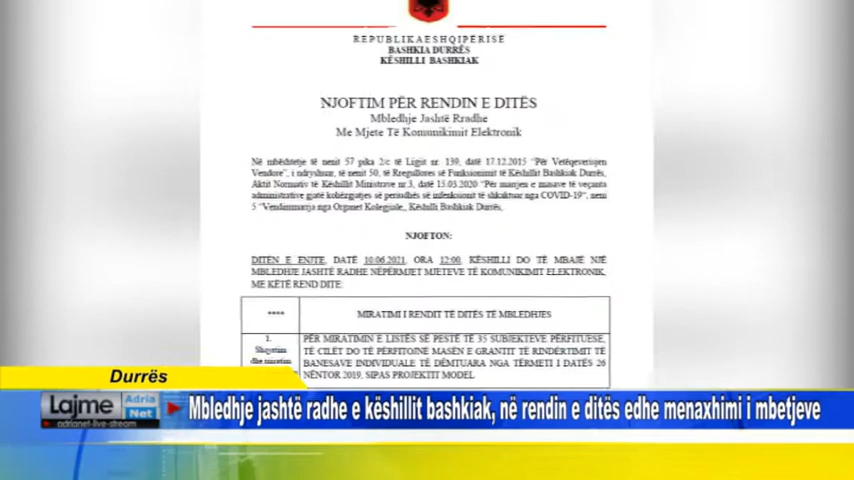 REPUBLIKA E SHQIPËRISË
BASHKIA DURRËS
KËSHILLI BASHKIAK
NJOFTIM PËR RENDIN E DITËS
Mbledhje Jashtë Rradhe
Me Mjete Të Komunikimit Elektronik
Në mbështetje të nenit 57 pika 2/c të Ligjit nr. 139, datë 17.12.2015 "Për Vetëqeverisjen
Vendore", i ndryshuar, të nenit 50, të Rregullores së Funksionimit të Këshillit Bashkiak Durrës,
Aktit Normativ të Këshillit Ministrave nr.3, datë 15.03.2020 "Për marrjen e masave të veçanta
administrative gjatë kohëzgjatjes së periudhës së infeksionit të shkaktuar nga COVID-19", neni
5 "Vendimmarrja nga Organet Kolegjiale, Këshilli Bashkiak Durrës,
NJOFTON:
DITËN E ENJTE, DATË 10.06.2021, ORA 12:00, KËSHILLI DO TË MBAJË NJË
MBLEDHJE JASHTË RADHE NËPËRMJET MJETEVE TË KOMUNIKIMIT ELEKTRONIK,
ME KËTË REND DITE:
**** MIRATIMI I RENDIT TË DITËS TË MBLEDHJES
1. PËR MIRATIMIN E LISTËS SË PESTË TË 35 SUBJEKTEVE PËRFITUESE,
Shqyrtim TË CILËT DO TË PËRFITOJNË MASËN E GRANTIT TË RINDËRTIMIT TË
dhe miratim BANESAVE INDIVIDUALE TË DËMTUARA NGA TËRMETI I DATËS 26
NËNTOR 2019, SIPAS PROJEKTIT MODEL
Durrës
Lajme Adria Net
adrianet-live-stream
Mbledhje jashtë radhe e këshillit bashkiak, në rendin e ditës edhe menaxhimi i mbetjeve